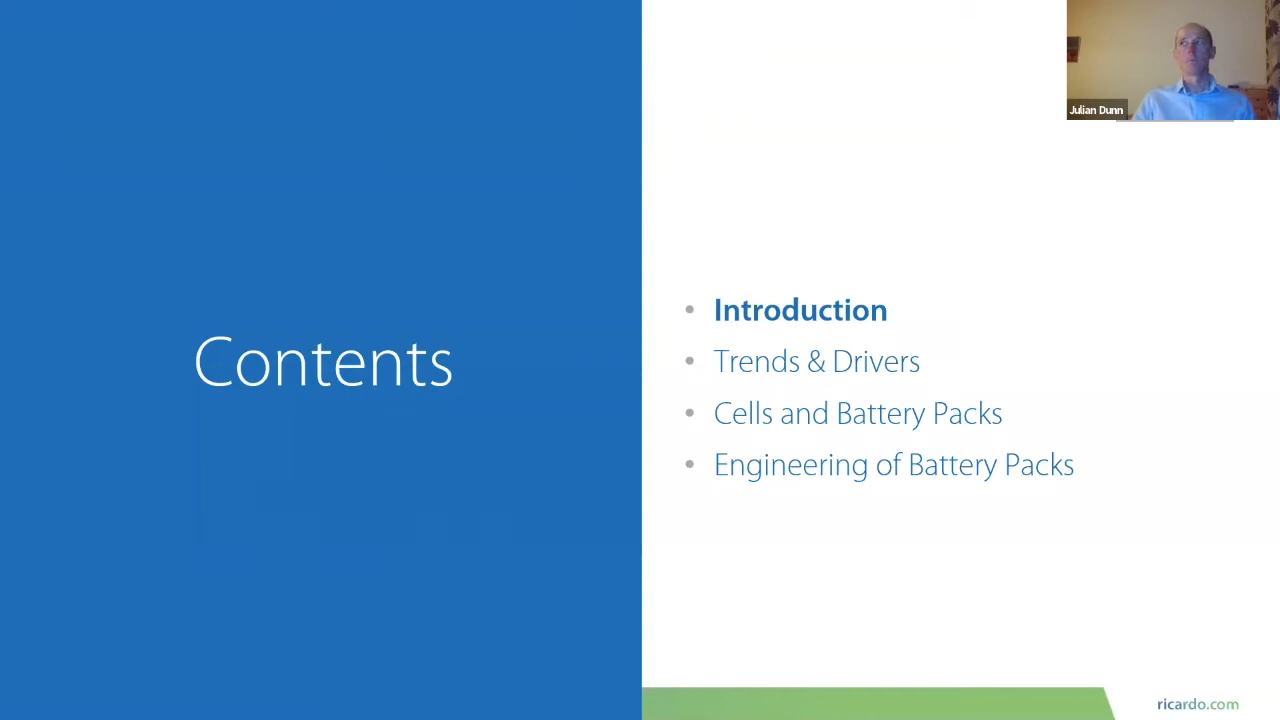 Julian Dunn
Contents
Introduction
Trends & Drivers
Cells and Battery Packs
Engineering of Battery Packs
ricardo.com